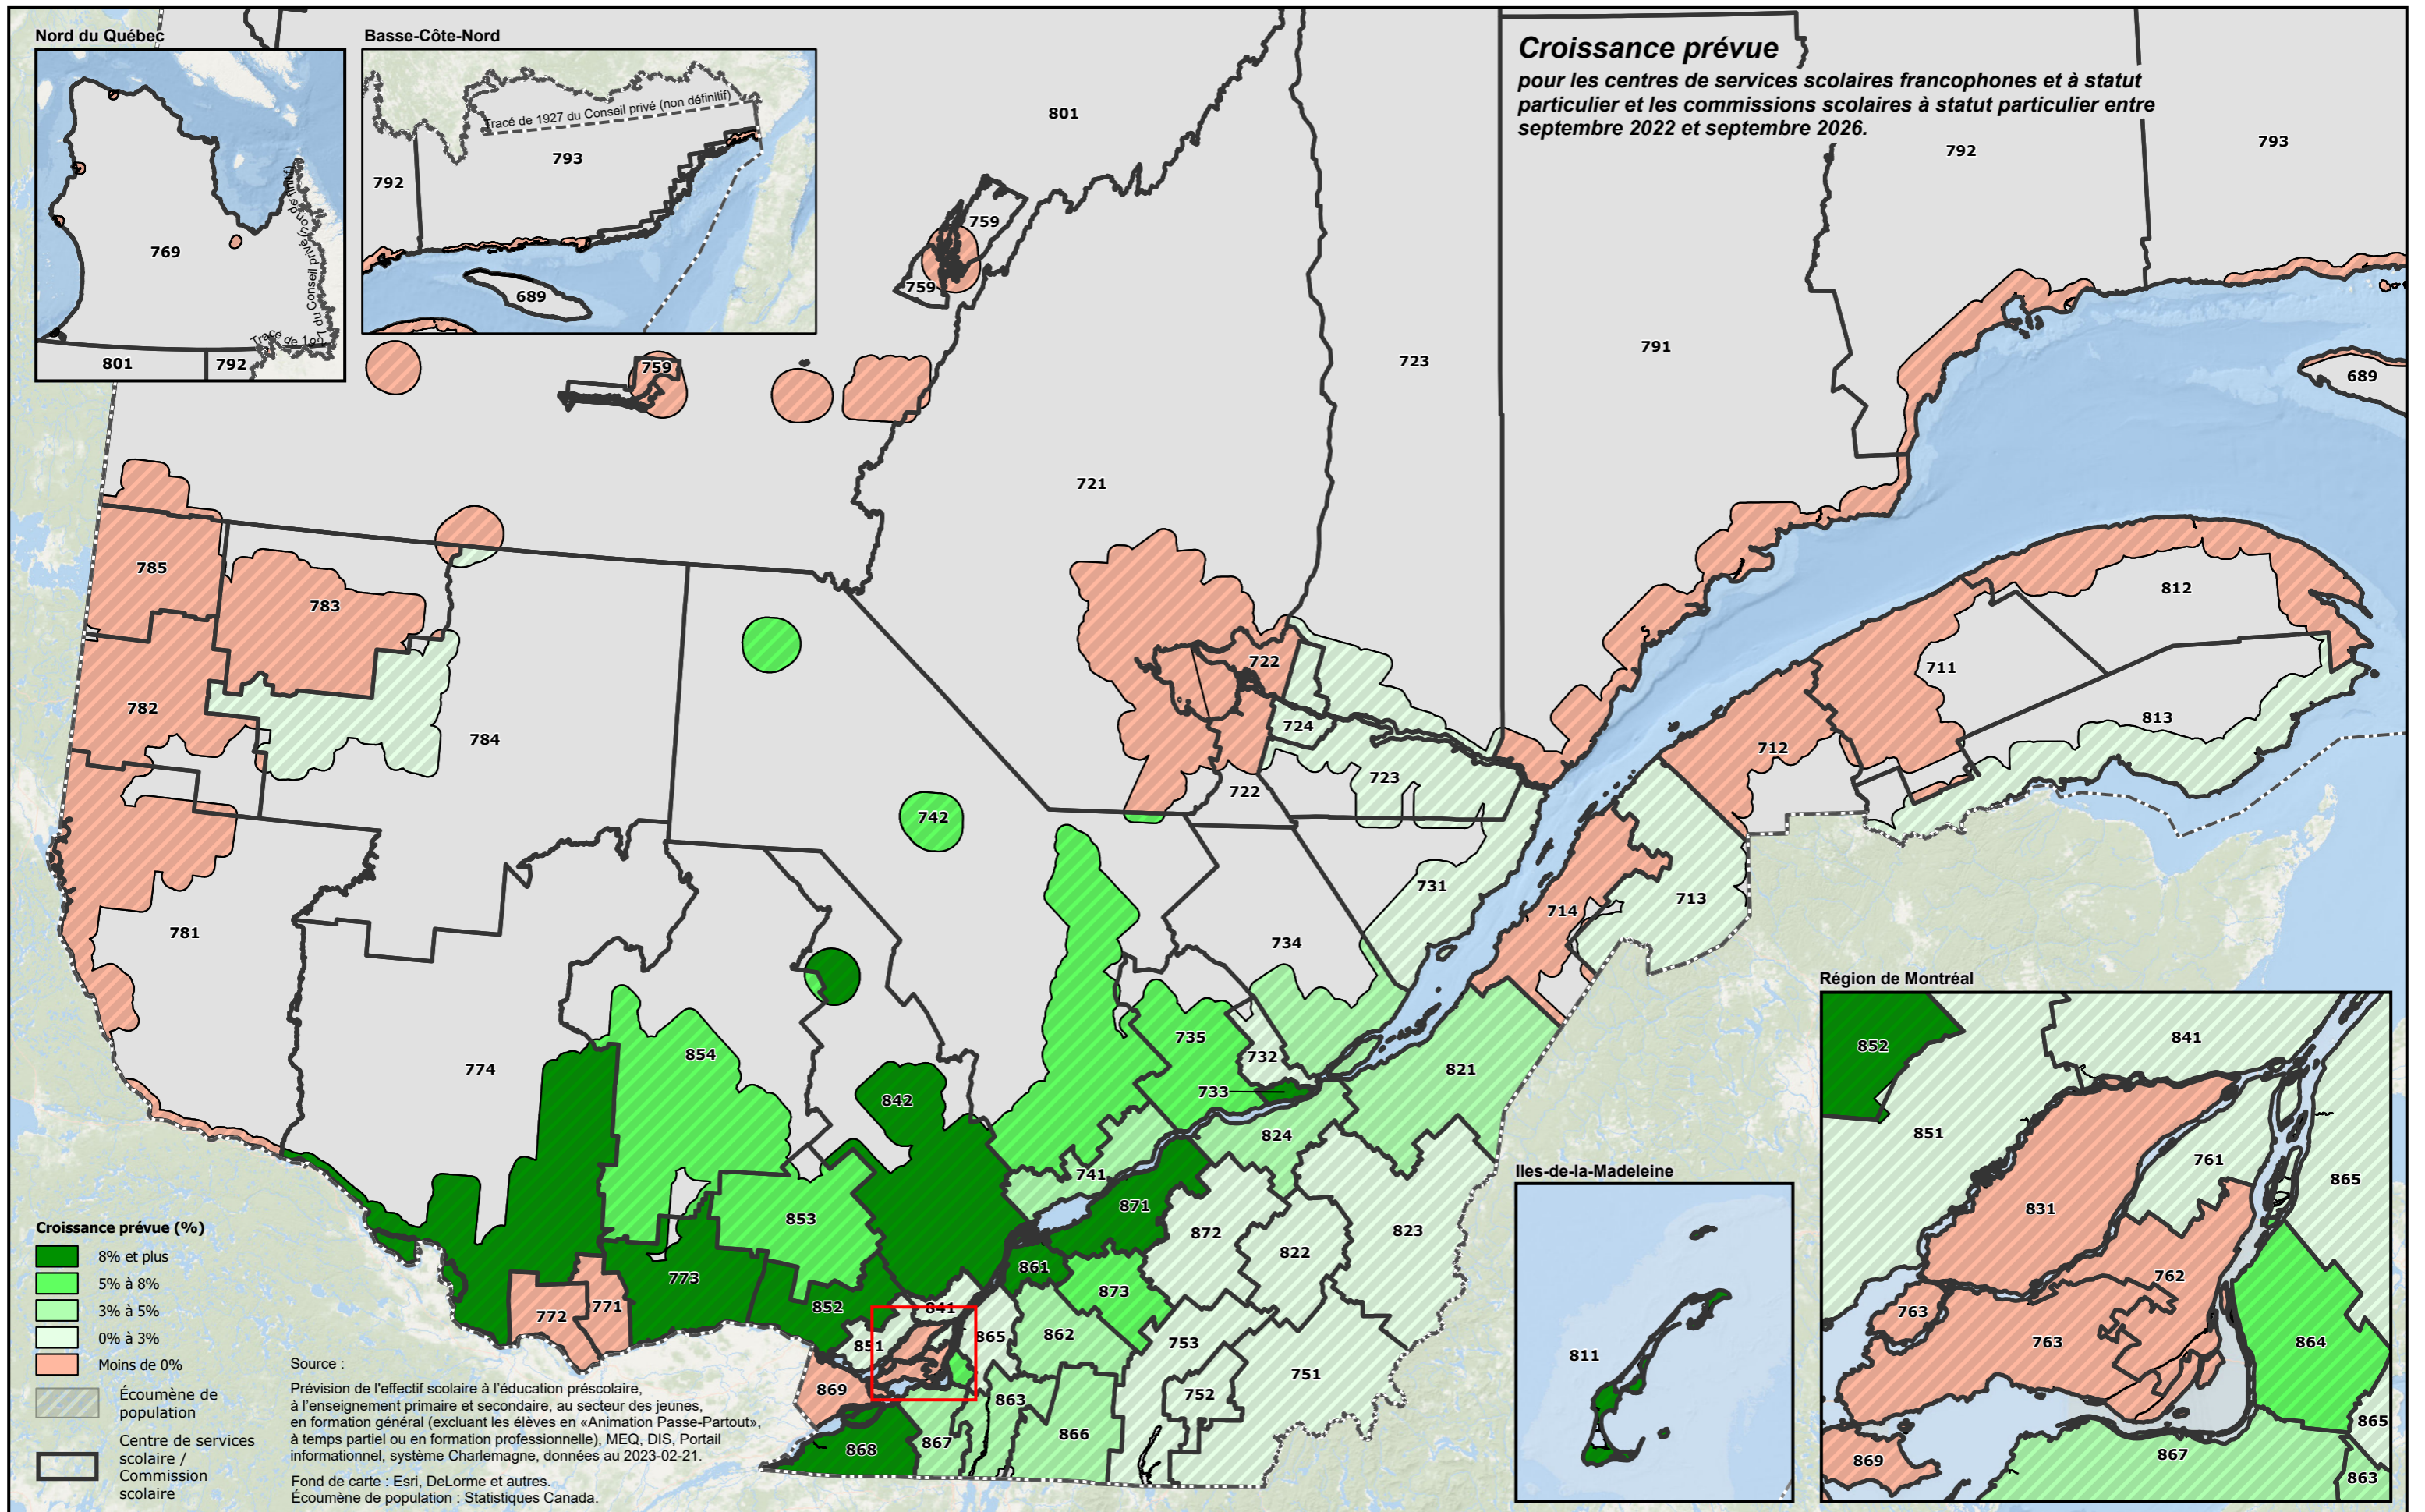 Nord du Québec
Basse-Côte-Nord
Croissance prévue
pour les centres de services scolaires francophones et à statut
particulier et les commissions scolaires à statut particulier entre
septembre 2022 et septembre 2026.
769
801
792
(non définitif)
du Conseil privé
Tracé de 192
Tracé de 1927 du Conseil privé (non définitif)
793
792
689
801
792
793
759
759
759
723
791
689
721
785
783
812
722
711
782
724
813
784
712
723
722
742
731
713
714
781
734
735
854
732
774
821
733
842
824
741
871
853
872
823
822
861
773
873
852
841
771
772
865
862
753
851
751
869
752
863
866
867
868
Région de Montréal
852
841
851
761
865
831
762
763
763
864
865
869
867
863
Iles-de-la-Madeleine
811
Croissance prévue (%)
8% et plus
5% à 8%
3% à 5%
0% à 3%
Moins de 0%
Écoumène de
population
Centre de services
scolaire /
Commission
scolaire
Source :
Prévision de l'effectif scolaire à l'éducation préscolaire,
à l'enseignement primaire et secondaire, au secteur des jeunes,
en formation général (excluant les élèves en «Animation Passe-Partout»,
à temps partiel ou en formation professionnelle), MEQ, DIS, Portail
informationnel, système Charlemagne, données au 2023-02-21.
Fond de carte : Esri, DeLorme et autres.
Écoumène de population : Statistiques Canada.